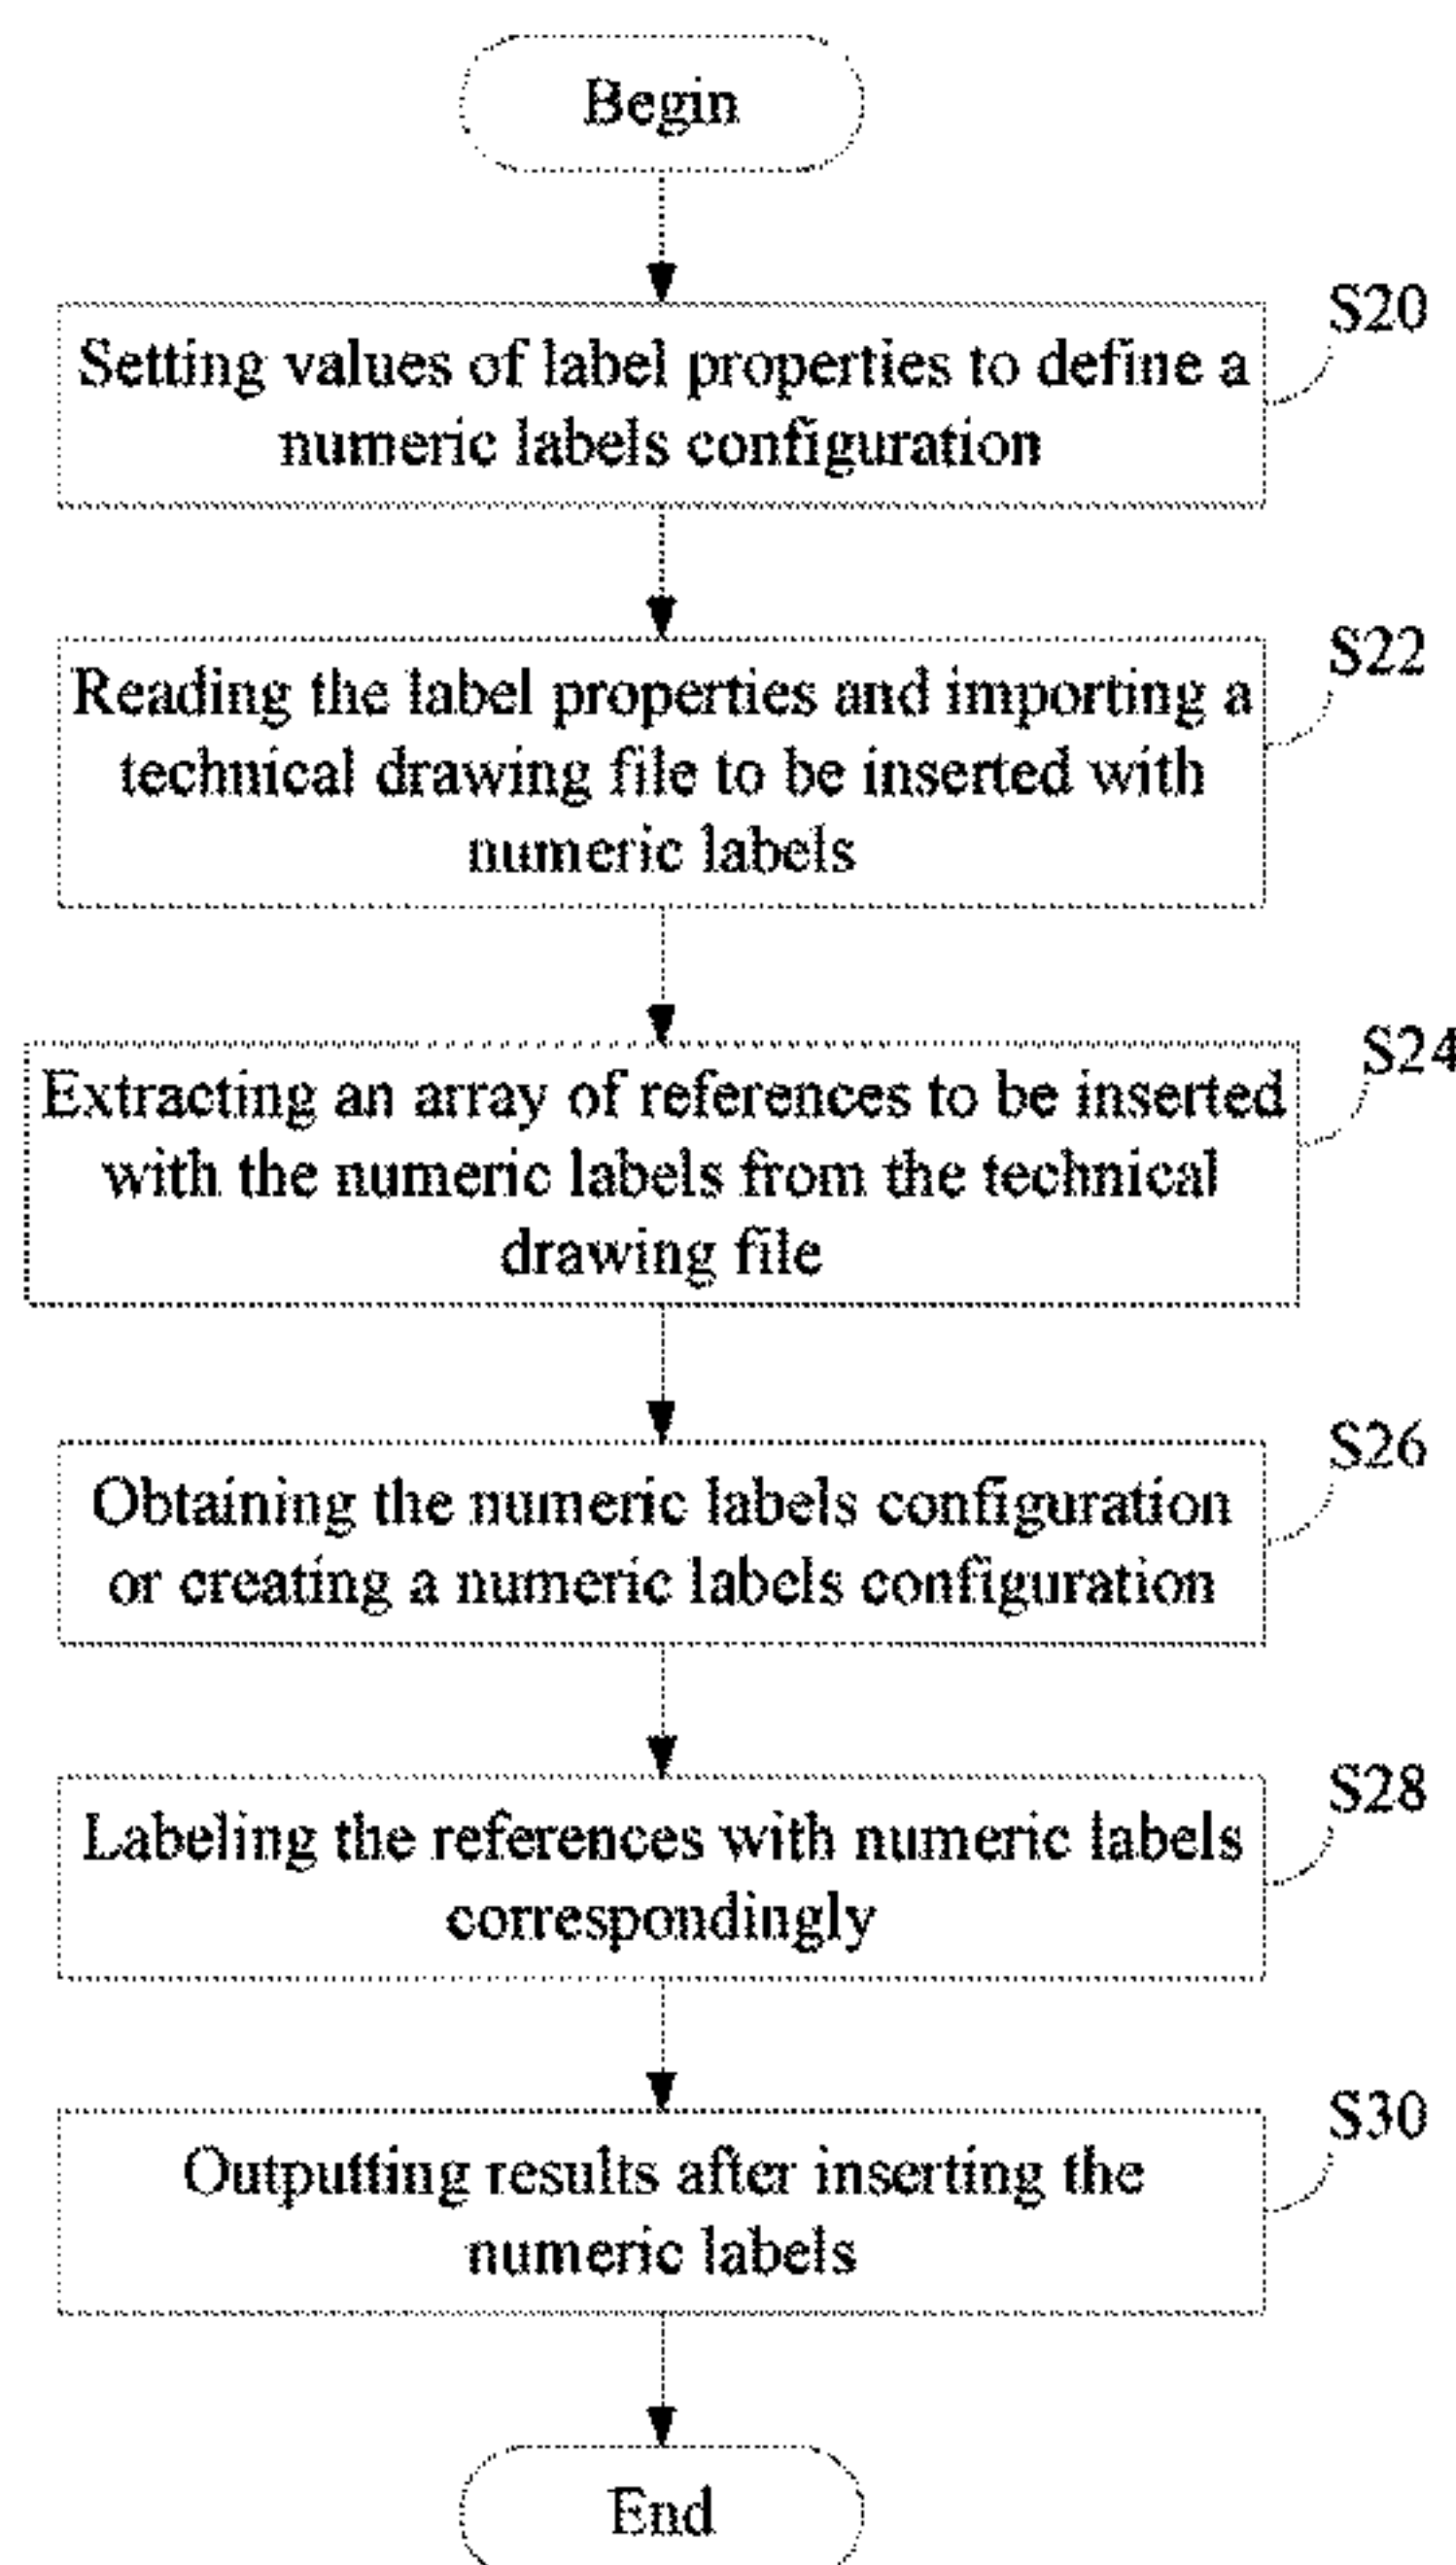 Begin
S20
Setting values of label properties to define a
numeric labels configuration
S22
Reading the label properties and importing a
technical drawing file to be inserted with
numeric labels
S24
Extracting an array of references to be inserted
with the numeric labels from the technical
drawing file
S26
Obtaining the numeric labels configuration
or creating a numeric labels configuration
S28
Labeling the references with numeric labels
correspondingly
S30
Outputting results after inserting the
numeric labels
End